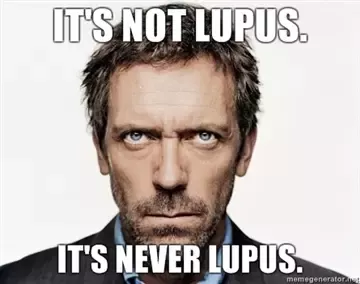 IT'S NOT LUPUS.
IT'S NEVER LUPUS.
memegenerator.net